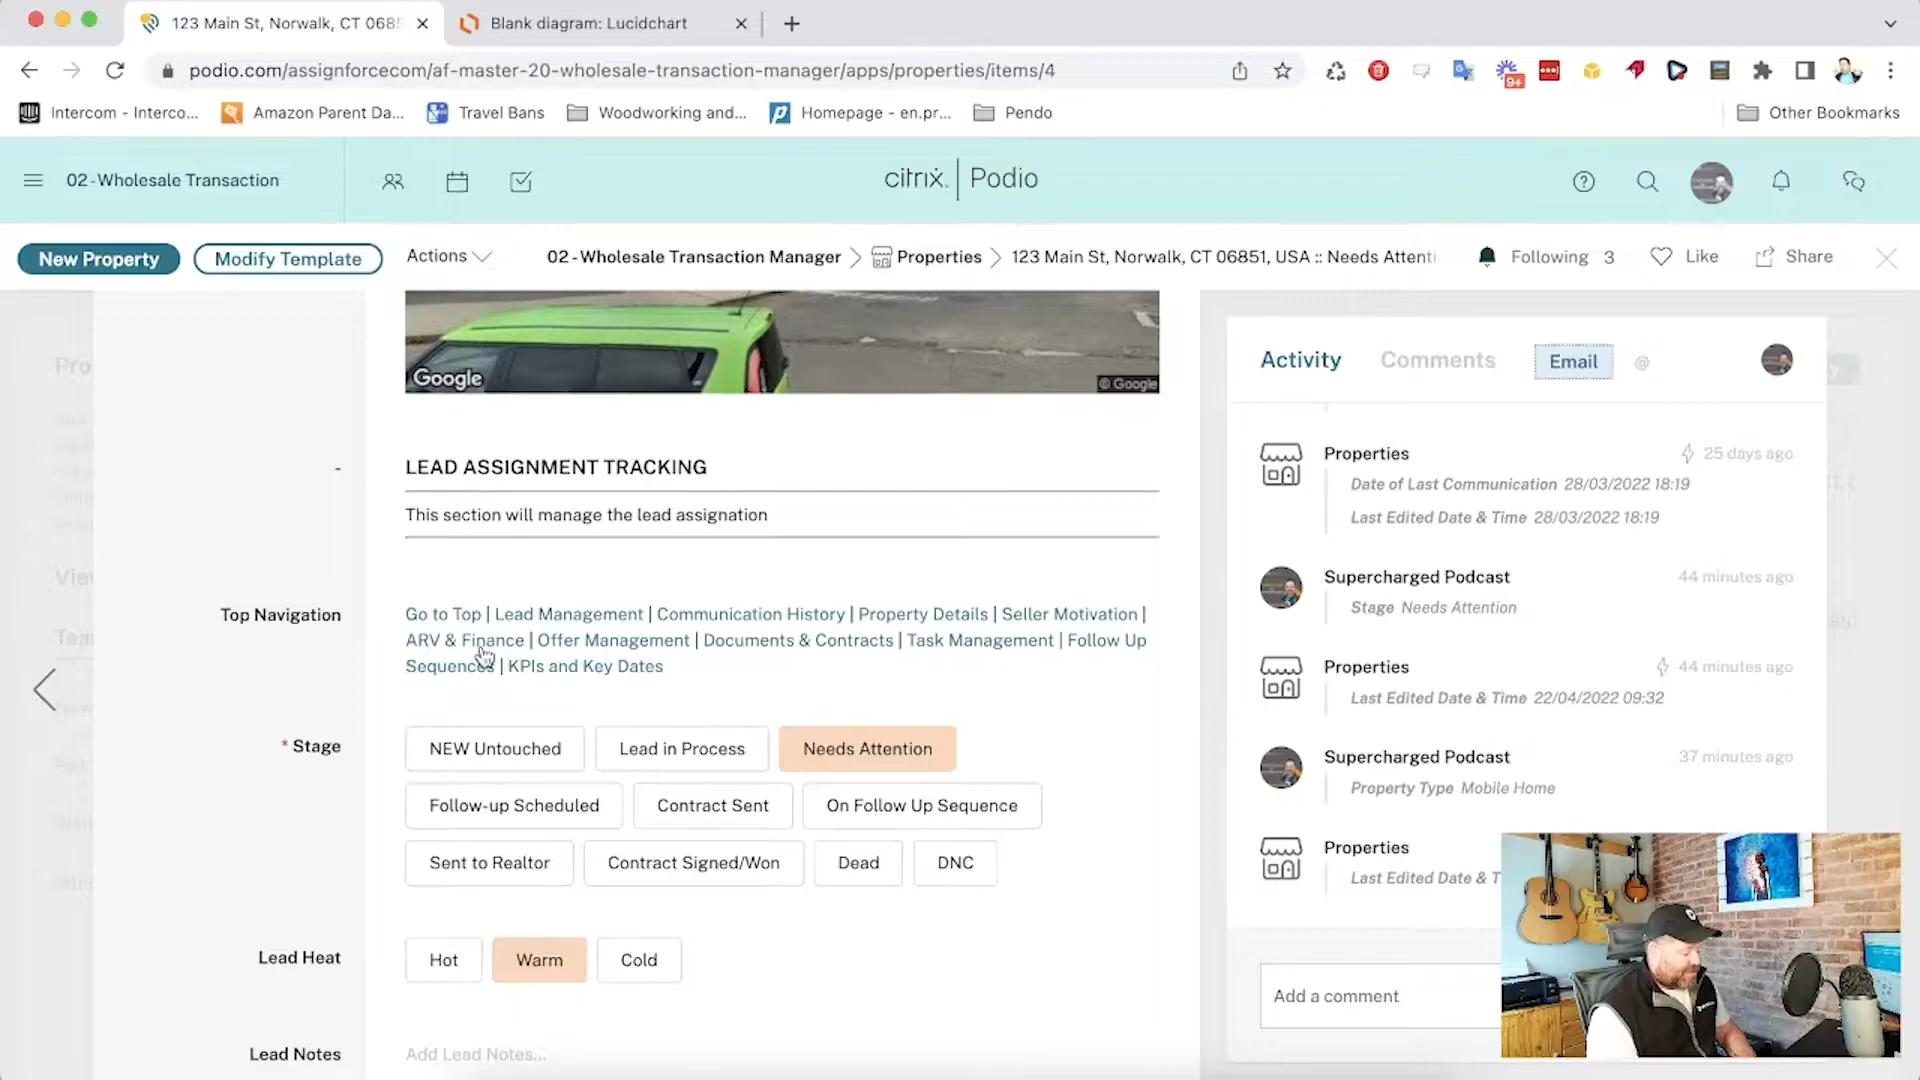 123 Main St, Norwalk, CT 068
Blank diagram: Lucidchart
podio.com/assignforcecom/af-master-20-wholesale-transaction-manager/apps/properties/items/4
9+
Intercom - Interco...
Amazon Parent Da...
Travel Bans
Woodworking and...
Homepage - en.pr...
Pendo
Other Bookmarks
02 - Wholesale Transaction
citrix | Podio
New Property
Modify Template
Actions
02 - Wholesale Transaction Manager
Properties
123 Main St, Norwalk, CT 06851, USA :: Needs Attenti
Following 3
Like
Share
Google
© Google
Pro
View
-
LEAD ASSIGNMENT TRACKING
This section will manage the lead assignation
Top Navigation
Go to Top | Lead Management | Communication History | Property Details | Seller Motivation |
ARV & Finance | Offer Management | Documents & Contracts | Task Management | Follow Up
Sequences | KPIs and Key Dates
* Stage
NEW Untouched
Lead in Process
Needs Attention
Follow-up Scheduled
Contract Sent
On Follow Up Sequence
Sent to Realtor
Contract Signed/Won
Dead
DNC
Lead Heat
Hot
Warm
Cold
Lead Notes
Add Lead Notes...
Activity
Comments
Email
@
Properties
25 days ago
Date of Last Communication 28/03/2022 18:19
Last Edited Date & Time 28/03/2022 18:19
Supercharged Podcast
44 minutes ago
Stage Needs Attention
Properties
44 minutes ago
Last Edited Date & Time 22/04/2022 09:32
Supercharged Podcast
37 minutes ago
Property Type Mobile Home
Properties
Last Edited Date & T
Add a comment